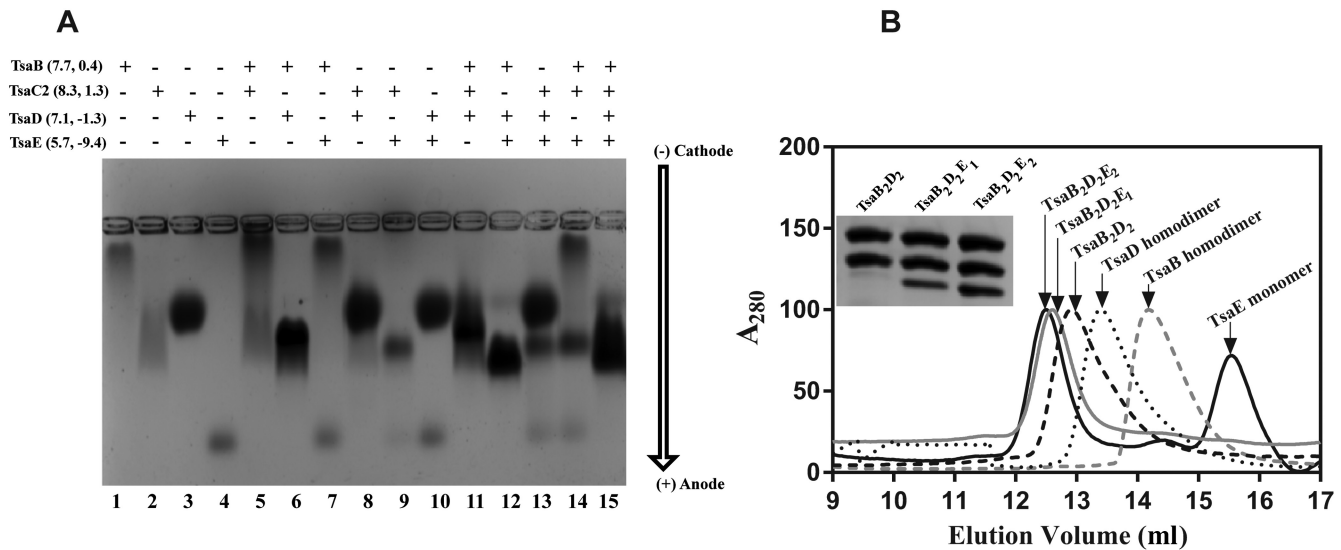 A
TsaB (7.7, 0.4) + - - - + + + - - - + + - + +
TsaC2 (8.3, 1.3) - + - - + - - + + - + - + + +
TsaD (7.1, -1.3) - - + - - + - + - + + + + - +
TsaE (5.7, -9.4) - - - + - - + - + + - + + + +
(-) Cathode
(+) Anode
1 2 3 4 5 6 7 8 9 10 11 12 13 14 15
B
A280
200
150
100
50
0
TsaB2D2
TsaB2D2E1
TsaB2D2E2
TsaB2D2E2
TsaB2D2E1
TsaB2D2
TsaD homodimer
TsaB homodimer
TsaE monomer
9 10 11 12 13 14 15 16 17
Elution Volume (ml)